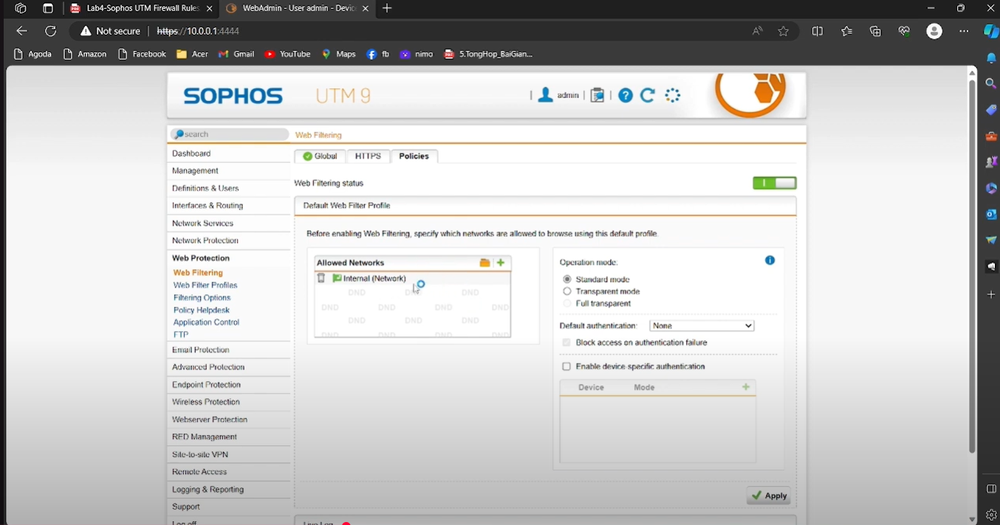 Lab4-Sophos UTM Firewall Rules
WebAdmin - User admin - Devic
Not secure https://10.0.0.1:4444
Agoda Amazon Facebook Acer Gmail YouTube Maps fb nimo 5.TongHop_BaiGian...
SOPHOS UTM 9 admin
search
Web Filtering
Dashboard
Management
Definitions & Users
Interfaces & Routing
Network Services
Network Protection
Web Protection
Web Filtering
Web Filter Profiles
Filtering Options
Policy Helpdesk
Application Control
FTP
Email Protection
Advanced Protection
Endpoint Protection
Wireless Protection
Webserver Protection
RED Management
Site-to-site VPN
Remote Access
Logging & Reporting
Support
Log off
Global HTTPS Policies
Web Filtering status
Default Web Filter Profile
Before enabling Web Filtering, specify which networks are allowed to browse using this default profile.
Allowed Networks
Internal (Network)
DND DND DND
DND DND DND DND
DND DND DND
DND DND DND DND
Operation mode:
Standard mode
Transparent mode
Full transparent
Default authentication: None
Block access on authentication failure
Enable device-specific authentication
Device Mode
Apply
Live Log